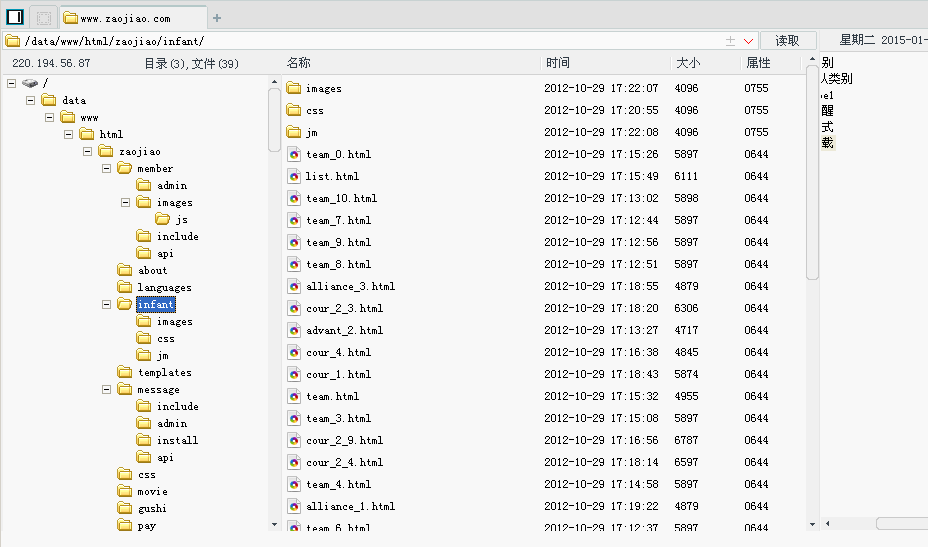 www.zaojiao.com
/data/www/html/zaojiao/infant/
读取
星期二 2015-01-
220.194.56.87
目录(3),文件(39)
名称 时间 大小 属性
/
data
www
html
zaojiao
member
admin
images
js
include
api
about
languages
infant
images
css
jm
templates
message
include
admin
install
api
css
movie
gushi
pay
images 2012-10-29 17:22:07 4096 0755
css 2012-10-29 17:20:55 4096 0755
jm 2012-10-29 17:22:08 4096 0755
team_0.html 2012-10-29 17:15:26 5897 0644
list.html 2012-10-29 17:15:49 6111 0644
team_10.html 2012-10-29 17:13:02 5898 0644
team_7.html 2012-10-29 17:12:44 5897 0644
team_9.html 2012-10-29 17:12:56 5897 0644
team_8.html 2012-10-29 17:12:51 5897 0644
alliance_3.html 2012-10-29 17:18:55 4879 0644
cour_2_3.html 2012-10-29 17:18:20 6306 0644
advant_2.html 2012-10-29 17:13:27 4717 0644
cour_4.html 2012-10-29 17:16:38 4845 0644
cour_1.html 2012-10-29 17:18:43 5874 0644
team.html 2012-10-29 17:15:32 4955 0644
team_3.html 2012-10-29 17:15:08 5897 0644
cour_2_9.html 2012-10-29 17:16:56 6787 0644
cour_2_4.html 2012-10-29 17:18:14 6597 0644
team_4.html 2012-10-29 17:14:58 5897 0644
alliance_1.html 2012-10-29 17:19:22 4879 0644
team_6.html 2012-10-29 17:12:37 5897 0644
别
类别
el
醒
式
载